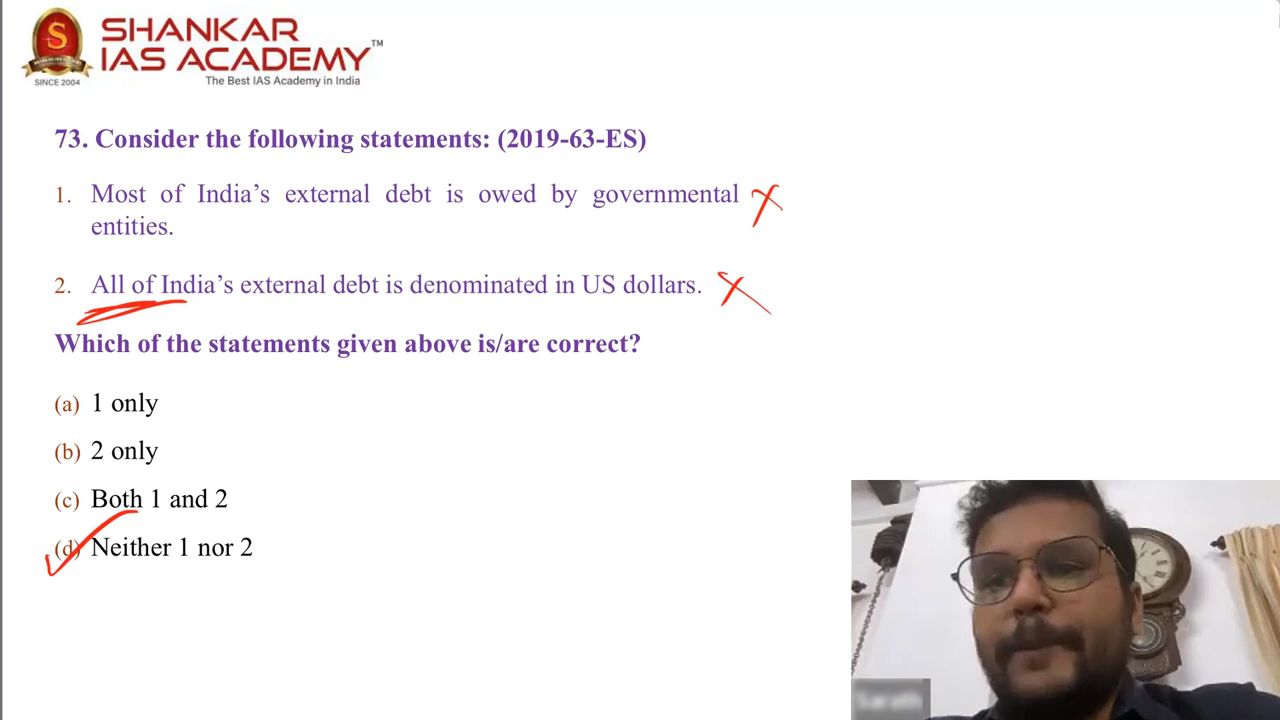 SHANKAR
IAS ACADEMY™
The Best IAS Academy in India
SINCE 2004
73. Consider the following statements: (2019-63-ES)
1. Most of India's external debt is owed by governmental
entities.
2. All of India's external debt is denominated in US dollars.
Which of the statements given above is/are correct?
(a) 1 only
(b) 2 only
(c) Both 1 and 2
(d) Neither 1 nor 2